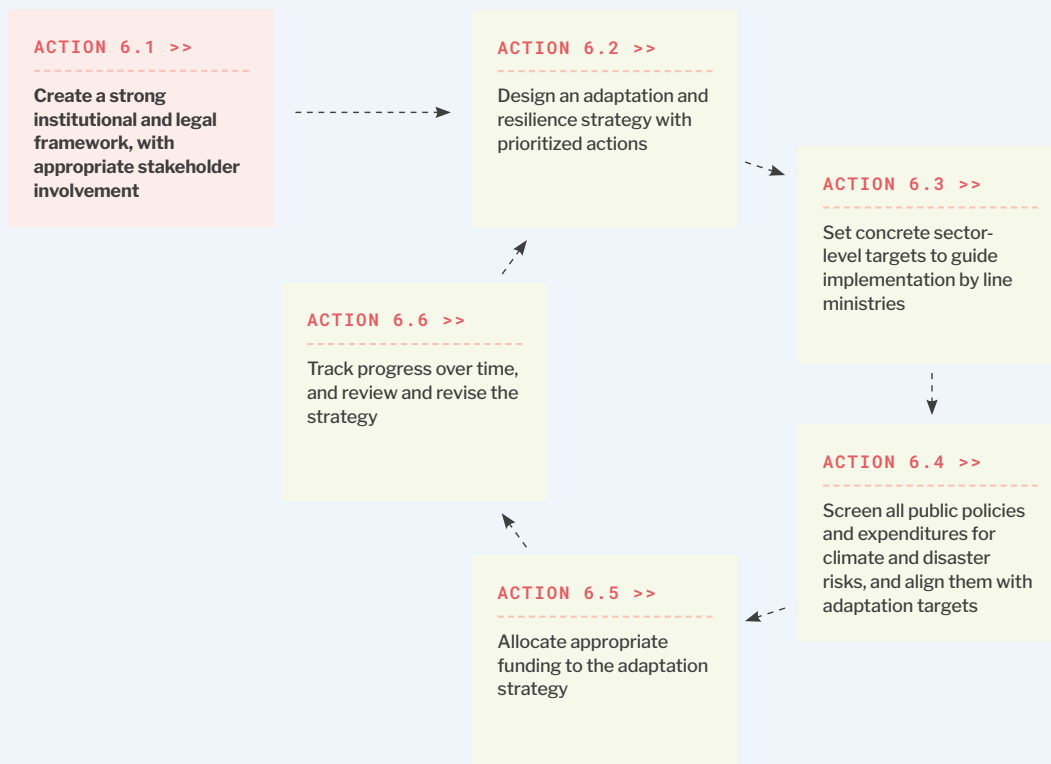 ACTION 6.1 >>
Create a strong
institutional and legal
framework, with
appropriate stakeholder
involvement
ACTION 6.2 >>
Design an adaptation and
resilience strategy with
prioritized actions
ACTION 6.3 >>
Set concrete sector-
level targets to guide
implementation by line
ministries
ACTION 6.4 >>
Screen all public policies
and expenditures for
climate and disaster
risks, and align them with
adaptation targets
ACTION 6.5 >>
Allocate appropriate
funding to the adaptation
strategy
ACTION 6.6 >>
Track progress over time,
and review and revise the
strategy